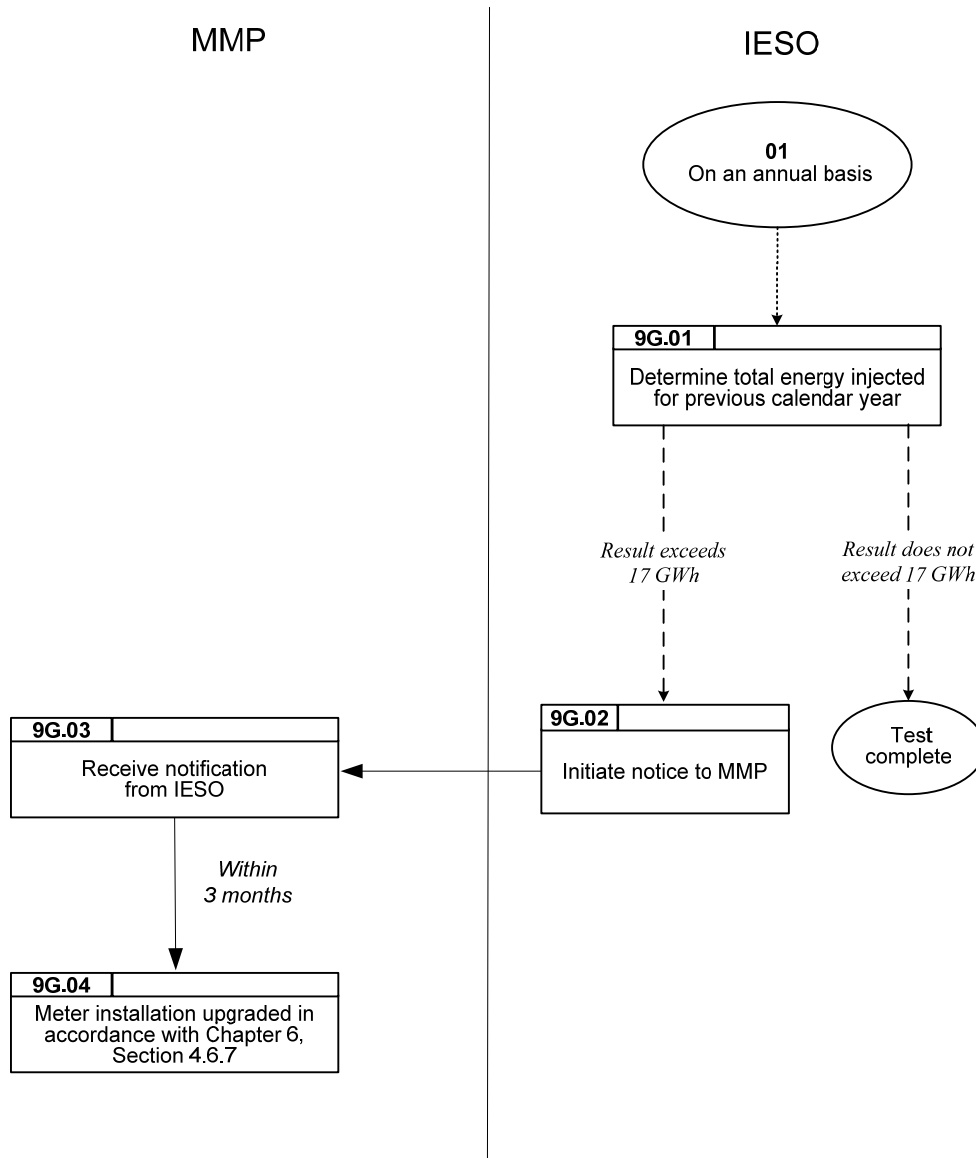 MMP
IESO
01
On an annual basis
9G.01
Determine total energy injected
for previous calendar year
Result exceeds
17 GWh
Result does not
exceed 17 GWh
9G.03
Receive notification
from IESO
9G.02
Initiate notice to MMP
Test
complete
Within
3 months
9G.04
Meter installation upgraded in
accordance with Chapter 6,
Section 4.6.7